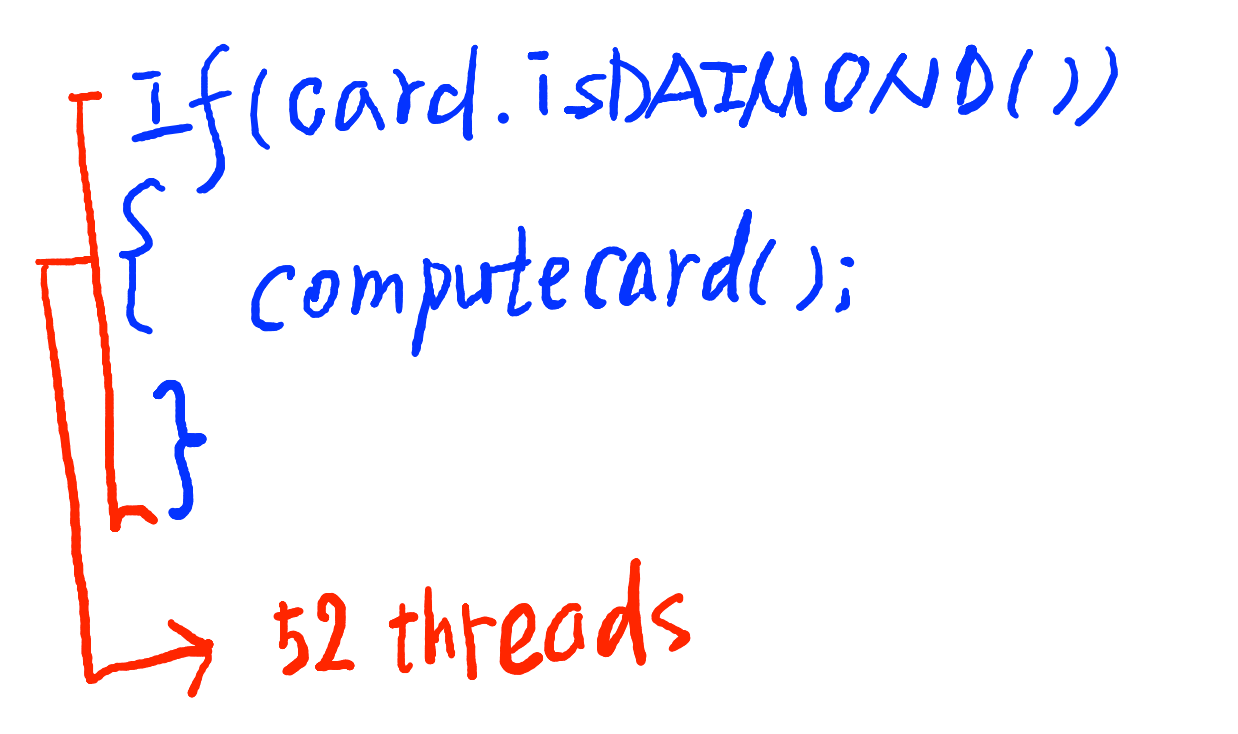 If(card.isDAIMOND())
{
computecard();
}
52 threads